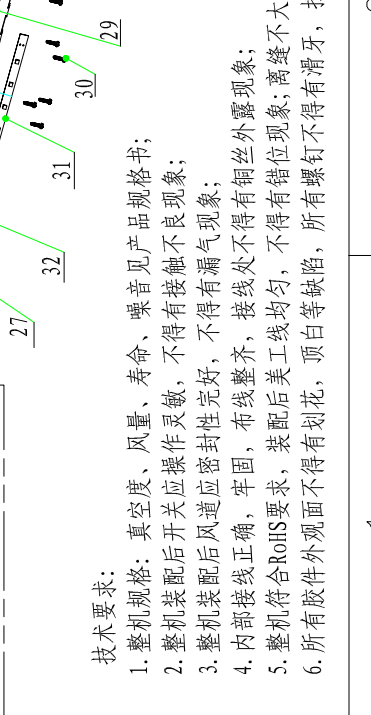 29
30
31
32
27
技术要求:
1. 整机规格: 真空度、风量、寿命、噪音见产品规格书;
2. 整机装配后开关应操作灵敏, 不得有接触不良现象;
3. 整机装配后风道应密封性完好, 不得有漏气现象;
4. 内部接线正确, 牢固, 布线整齐, 接线处不得有铜丝外露现象;
5. 整机符合RoHS要求, 装配后美工线均匀, 不得有错位现象; 离缝不大
6. 所有胶件外观面不得有划花, 顶白等缺陷, 所有螺钉不得有滑牙,